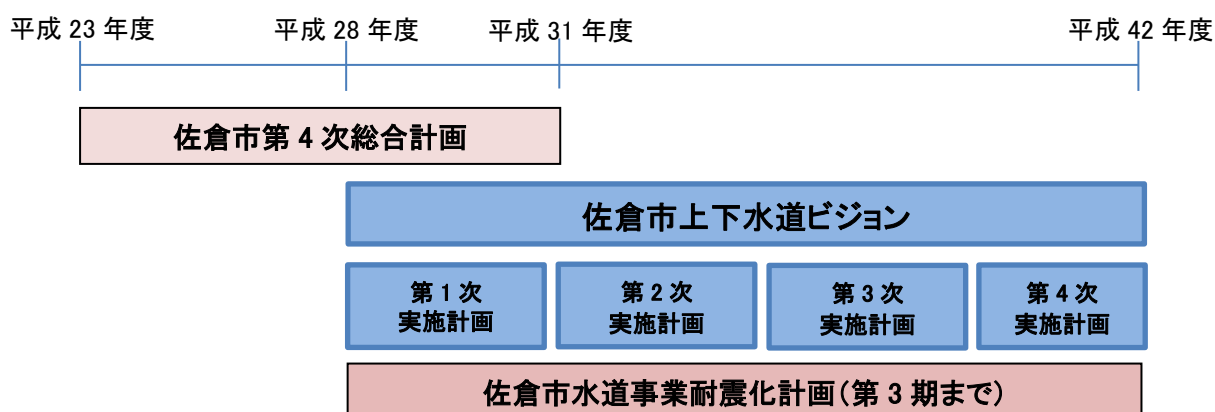 平成 23 年度 平成 28 年度 平成 31 年度 平成 42 年度
佐倉市第 4 次総合計画
佐倉市上下水道ビジョン
第 1 次
実施計画
第 2 次
実施計画
第 3 次
実施計画
第 4 次
実施計画
佐倉市水道事業耐震化計画(第 3 期まで)